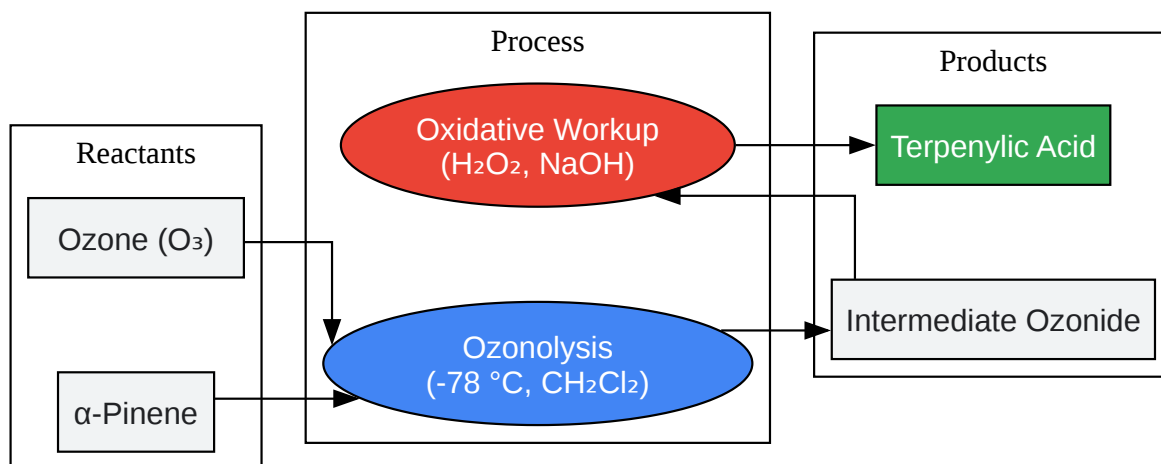 Reactants
Ozone (O₃)
α-Pinene
Process
Oxidative Workup
(H₂O₂, NaOH)
Ozonolysis
(-78 °C, CH₂Cl₂)
Products
Terpenylic Acid
Intermediate Ozonide